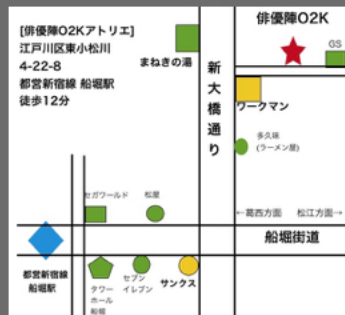 [俳優陣O2Kアトリエ]
江戸川区東小松川
4-22-8
都営新宿線 船堀駅
徒歩12分
まねきの湯
俳優陣O2K
GS
ワークマン
新大橋通り
多久味
(ラーメン屋)
セガワールド
松屋
←葛西方面 松江方面→
船堀街道
都営新宿線
船堀駅
タワー
ホール
船堀
セブン
イレブン
サンクス